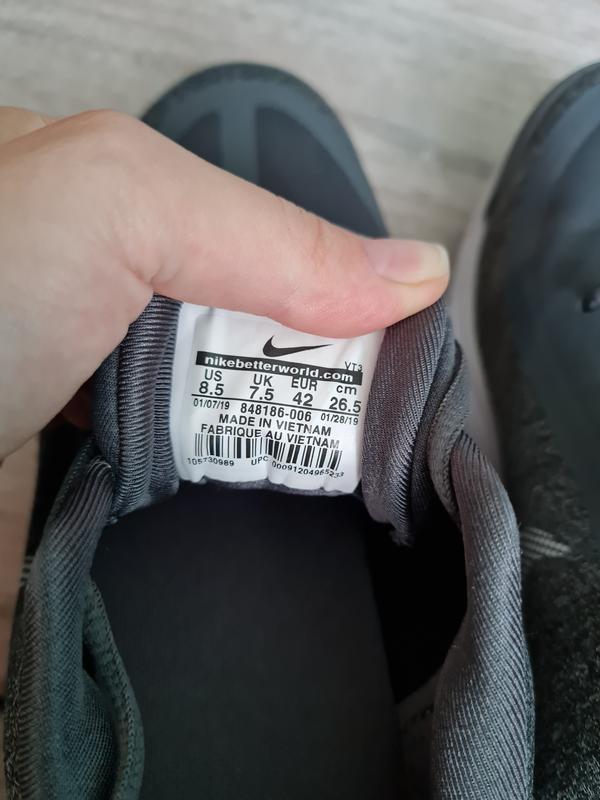 VT3
nikebetterworld.com
US UK EUR cm
8.5 7.5 42 26.5
01/07/19 848186-006 01/28/19
MADE IN VIETNAM
FABRIQUE AU VIETNAM
105730989 UPC